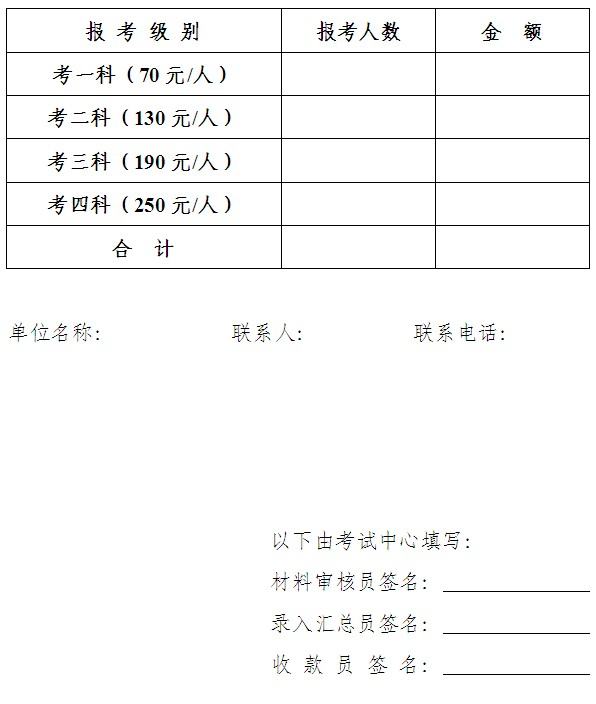 报 考 级 别 报考人数 金 额
考一科（70 元/人）
考二科（130 元/人）
考三科（190 元/人）
考四科（250 元/人）
合 计
单位名称： 联系人： 联系电话：
以下由考试中心填写：
材料审核员签名：
录入汇总员签名：
收 款 员 签 名：